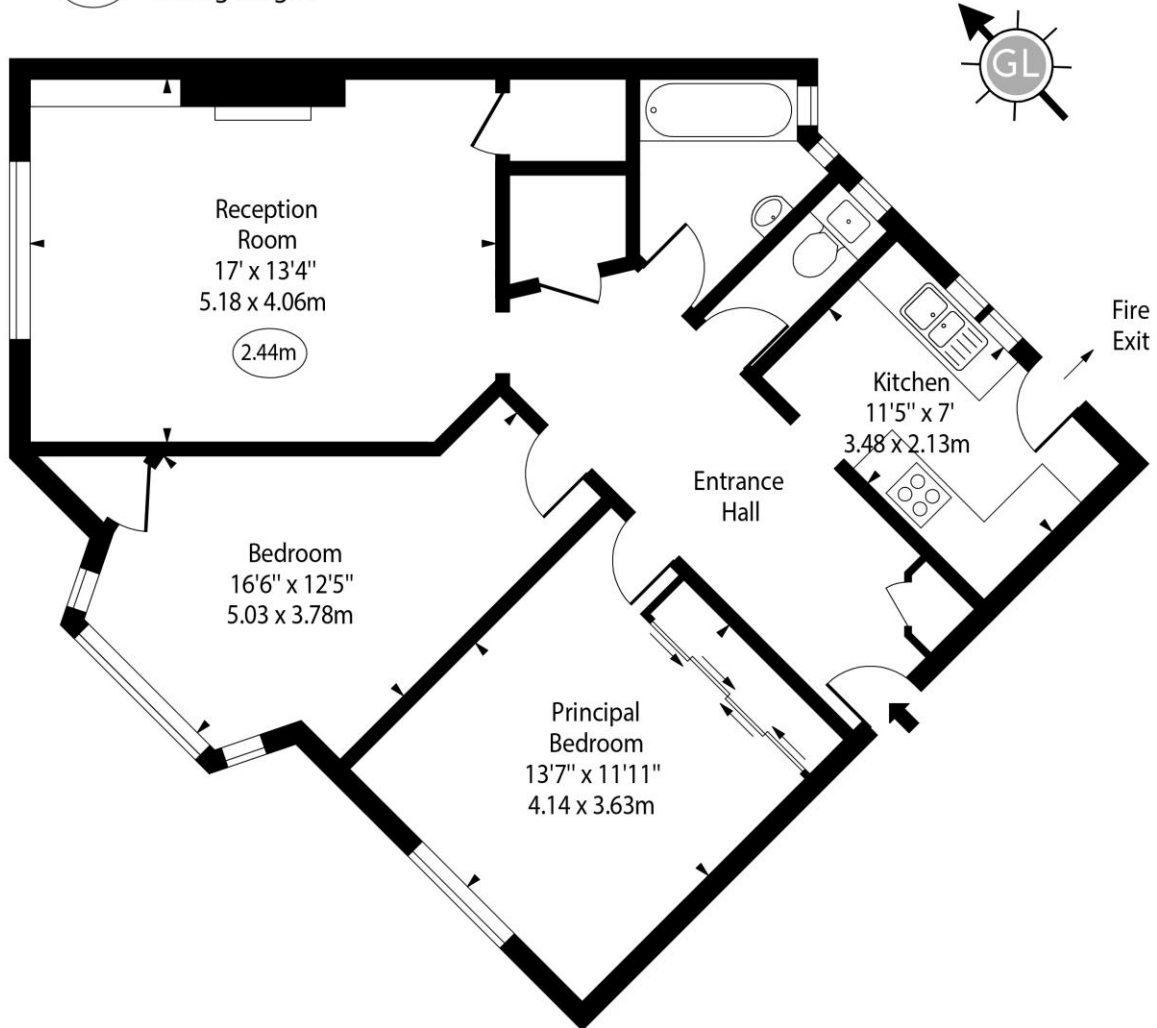 GL
Reception
Room
17' x 13'4"
5.18 x 4.06m
2.44m
Fire
Exit
Kitchen
11'5" x 7'
3.48 x 2.13m
Entrance
Hall
Bedroom
16'6" x 12'5"
5.03 x 3.78m
Principal
Bedroom
13'7" x 11'11"
4.14 x 3.63m